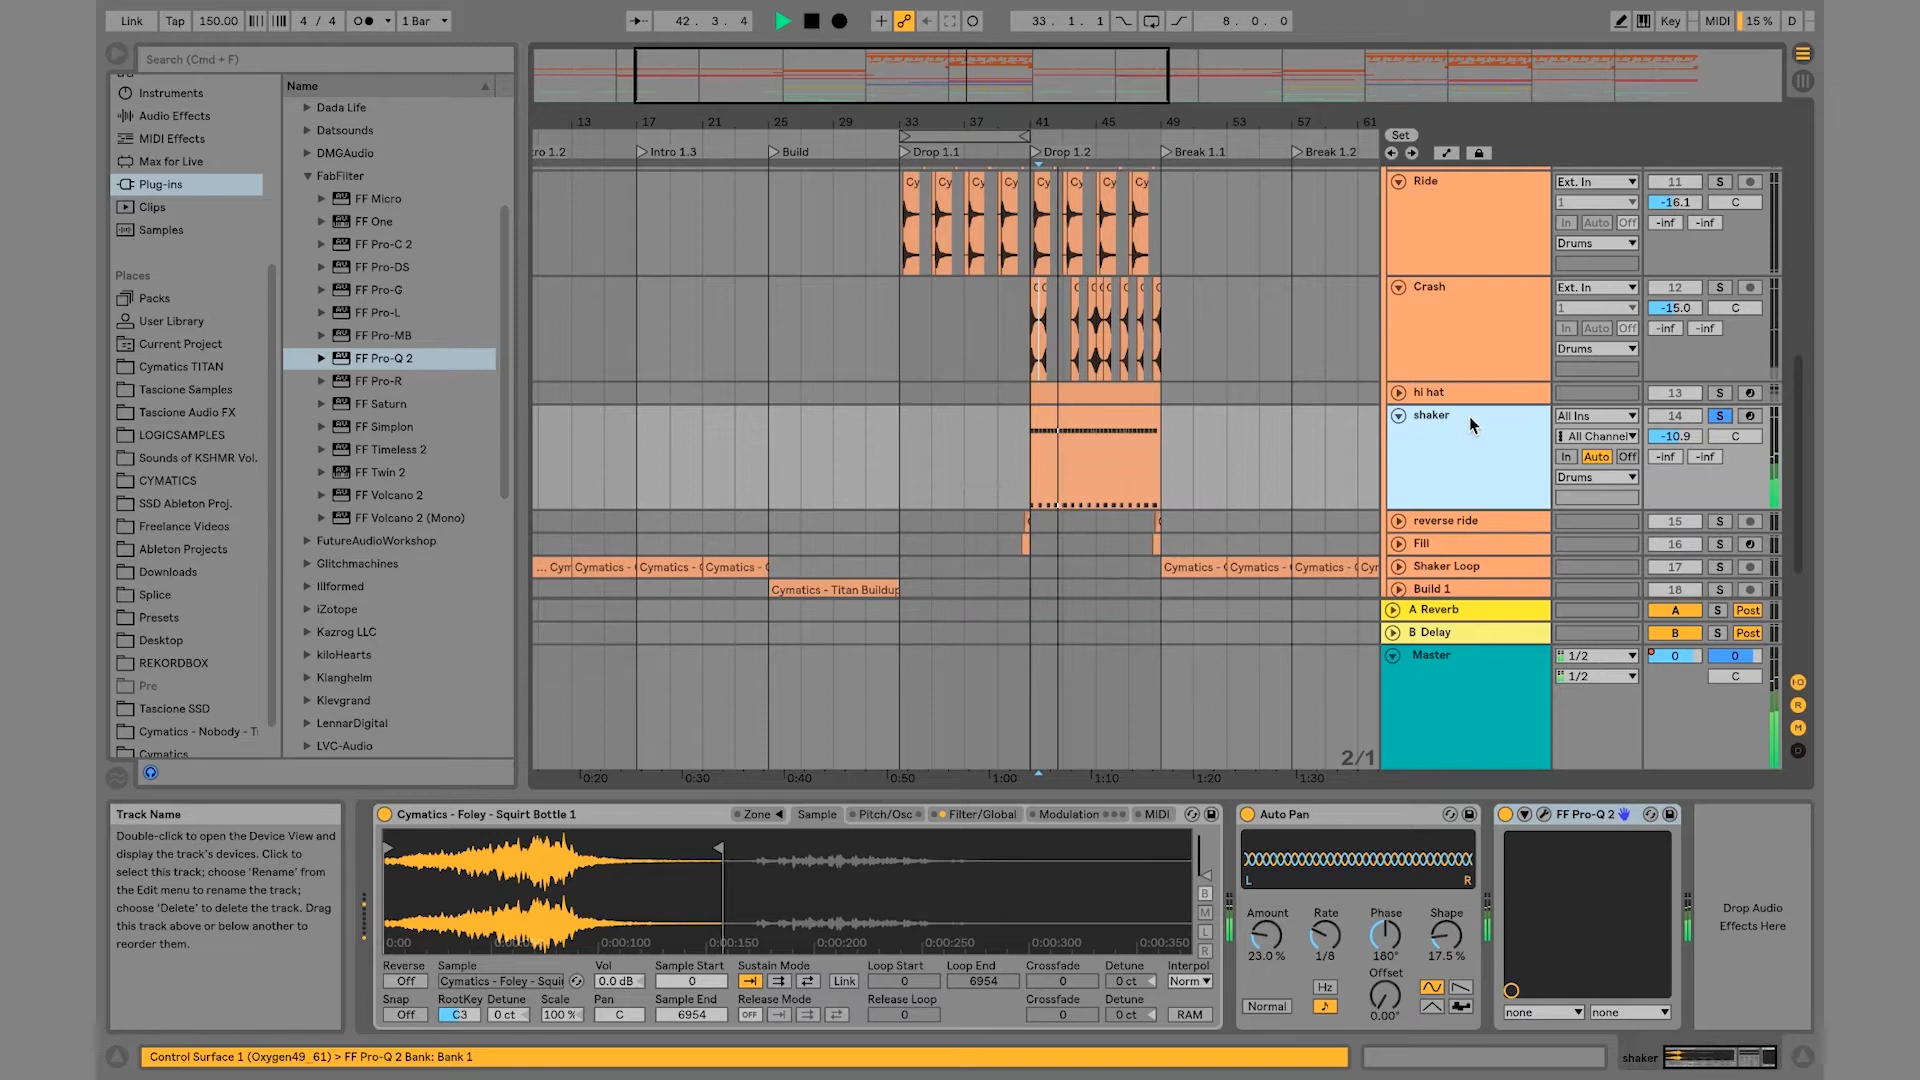 Link Tap 150.00 4 / 4 1 Bar 42. 3. 4 33. 1. 1 8. 0. 0 Key MIDI 15 % D
Search (Cmd + F)
Instruments
Audio Effects
MIDI Effects
Max for Live
Plug-ins
Clips
Samples
Places
Packs
User Library
Current Project
Cymatics TITAN
Tascione Samples
Tascione Audio FX
LOGICSAMPLES
Sounds of KSHMR Vol.
CYMATICS
SSD Ableton Proj.
Freelance Videos
Ableton Projects
Downloads
Splice
Presets
Desktop
REKORDBOX
Pre
Tascione SSD
Cymatics - Nobody - T
Cymatics
Name
Dada Life
Datsounds
DMGAudio
FabFilter
FF Micro
FF One
FF Pro-C 2
FF Pro-DS
FF Pro-G
FF Pro-L
FF Pro-MB
FF Pro-Q 2
FF Pro-R
FF Saturn
FF Simplon
FF Timeless 2
FF Twin 2
FF Volcano 2
FF Volcano 2 (Mono)
FutureAudioWorkshop
Glitchmachines
Illformed
iZotope
Kazrog LLC
kiloHearts
Klanghelm
Klevgrand
LennarDigital
LVC-Audio
13 17 21 25 29 33 37 41 45 49 53 57 61
Set
ro 1.2 Intro 1.3 Build Drop 1.1 Drop 1.2 Break 1.1 Break 1.2
Cy Cy Cy Cy Cy Cy Cy Cy
Ride Ext. In 11 S
1 -16.1 C
In Auto Off -inf -inf
Drums
Crash Ext. In 12 S
1 -15.0 C
In Auto Off -inf -inf
Drums
hi hat 13 S
shaker All Ins 14 S
All Channel -10.9 C
In Auto Off -inf -inf
Drums
reverse ride 15 S
Fill 16 S
... Cym Cymatics - ( Cymatics - ( Cymatics - ( Cymatics - ( Cymatics - ( Cymatics - ( Cy Shaker Loop 17 S
Cymatics - Titan Buildup Build 1 18 S
A Reverb A S Post
B Delay B S Post
Master 1/2 0 0
1/2 C
2/1
0:20 0:30 0:40 0:50 1:00 1:10 1:20 1:30
Track Name
Double-click to open the Device View and
display the track's devices. Click to
select this track; choose 'Rename' from
the Edit menu to rename the track;
choose 'Delete' to delete the track. Drag
this track above or below another to
reorder them.
Cymatics - Foley - Squirt Bottle 1 Zone Sample Pitch/Osc Filter/Global Modulation MIDI
B
M
L
R
0:00 0:00:100 0:00:150 0:00:200 0:00:250 0:00:300 0:00:350
Reverse Sample Vol Sample Start Sustain Mode Loop Start Loop End Crossfade Detune Interpol
Off Cymatics - Foley - Squi 0.0 dB 0 Link 0 6954 0 0 ct Norm
Snap RootKey Detune Scale Pan Sample End Release Mode Release Loop Crossfade Detune
Off C3 0 ct 100 % C 6954 OFF 0 0 0 ct RAM
Auto Pan
L R
Amount Rate Phase Shape
23.0 % 1/8 180° 17.5 %
Offset
Hz
Normal
0.00°
FF Pro-Q 2
none none
Drop Audio
Effects Here
Control Surface 1 (Oxygen49_61) > FF Pro-Q 2 Bank: Bank 1
shaker